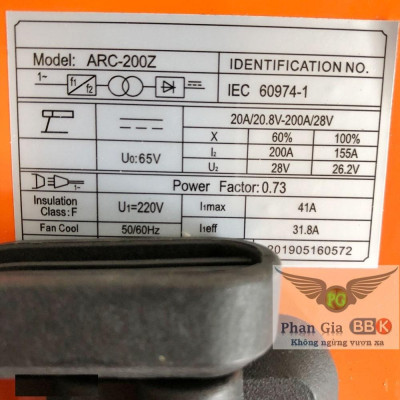 Model: ARC-200Z
IDENTIFICATION NO.
1~ f₁ f₂
IEC 60974-1
20A/20.8V-200A/28V
X 60% 100%
U₀:65V
I₂ 200A 155A
U₂ 28V 26.2V
1~
Power Factor:0.73
Insulation
Class:F
U₁=220V
I₁max 41A
Fan Cool
50/60Hz
I₁eff 31.8A
201905160572
PG
Phan Gia BBK
Không ngừng vươn xa